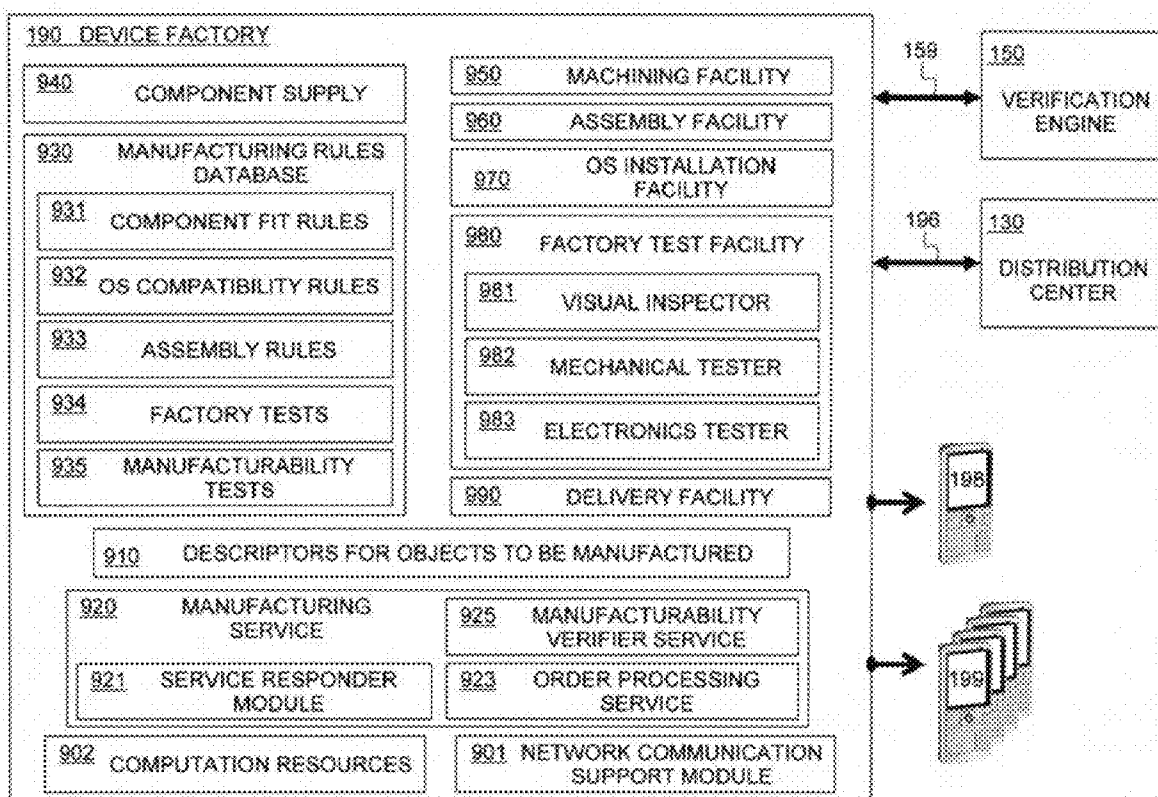 190 DEVICE FACTORY
940 COMPONENT SUPPLY
930 MANUFACTURING RULES
DATABASE
931 COMPONENT FIT RULES
932 OS COMPATIBILITY RULES
933 ASSEMBLY RULES
934 FACTORY TESTS
935 MANUFACTURABILITY
TESTS
950 MACHINING FACILITY
960 ASSEMBLY FACILITY
970 OS INSTALLATION
FACILITY
980 FACTORY TEST FACILITY
981 VISUAL INSPECTOR
982 MECHANICAL TESTER
983 ELECTRONICS TESTER
990 DELIVERY FACILITY
910 DESCRIPTORS FOR OBJECTS TO BE MANUFACTURED
920 MANUFACTURING
SERVICE
925 MANUFACTURABILITY
VERIFIER SERVICE
921 SERVICE RESPONDER
MODULE
923 ORDER PROCESSING
SERVICE
902 COMPUTATION RESOURCES
901 NETWORK COMMUNICATION
SUPPORT MODULE
159
150
VERIFICATION
ENGINE
196
130
DISTRIBUTION
CENTER
198
199